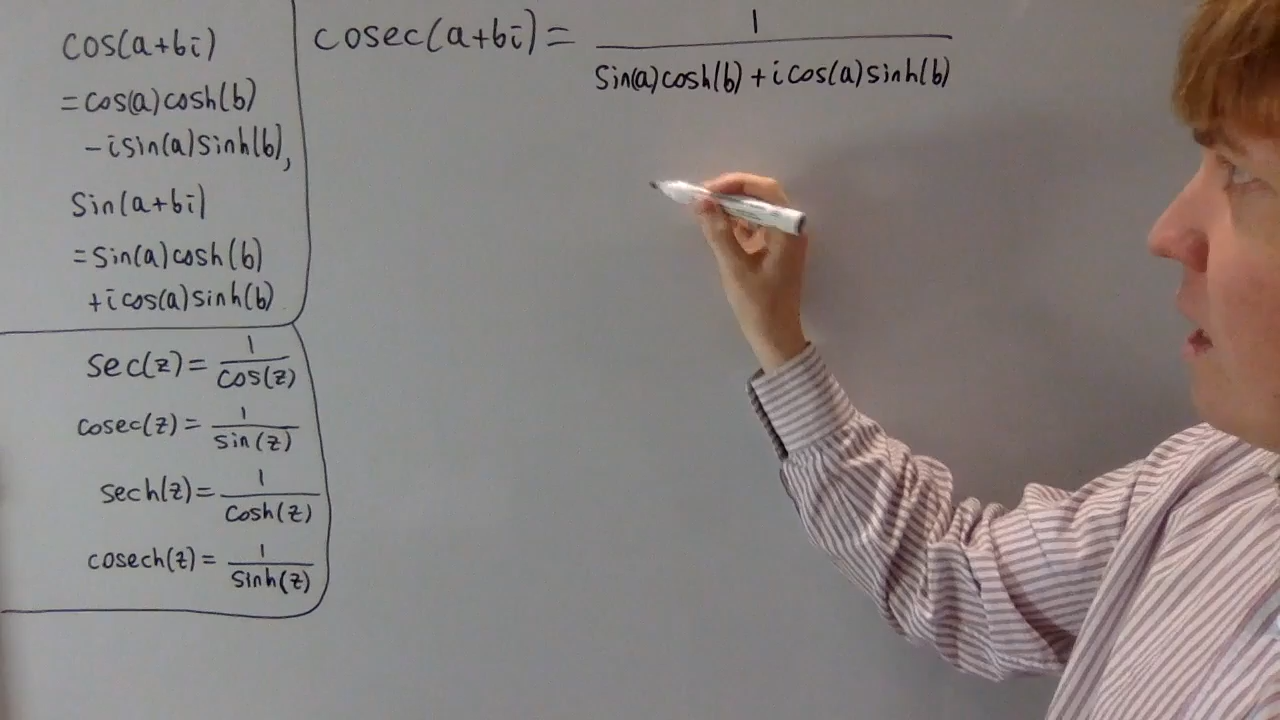 cos(a+bi)
=cos(a)cosh(b)
-isin(a)sinh(b),
Sin(a+bi)
=sin(a)cosh(b)
+icos(a)sinh(b)
sec(z)=1/cos(z)
cosec(z)=1/sin(z)
sech(z)=1/cosh(z)
cosech(z)=1/sinh(z)
cosec(a+bi)=1/(Sin(a)cosh(b)+icos(a)sinh(b))